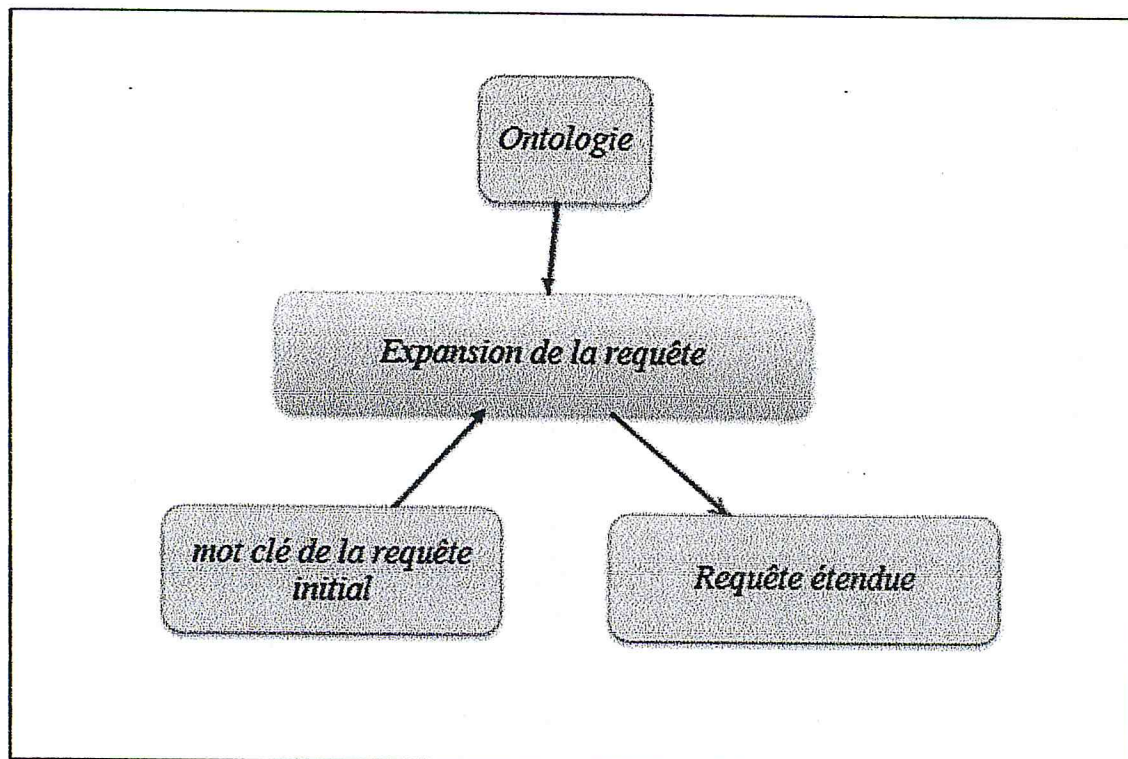 Ontologie
Expansion de la requête
mot clé de la requête
initial
Requête étendue